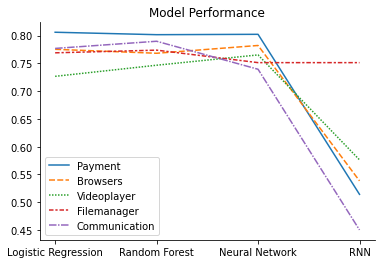 Model Performance
0.80
0.75
0.70
0.65
0.60
0.55
0.50
0.45
Payment
Browsers
Videoplayer
Filemanager
Communication
Logistic Regression Random Forest Neural Network RNN